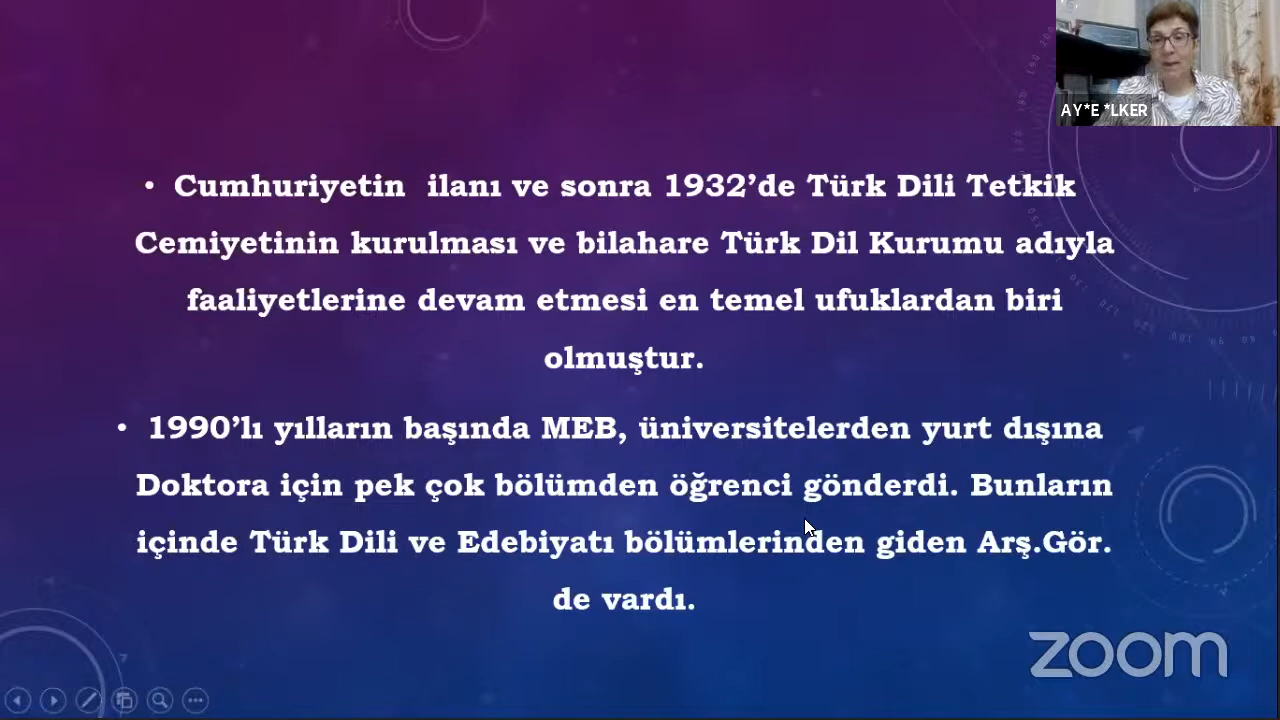 AY*E *LKER
• Cumhuriyetin ilanı ve sonra 1932’de Türk Dili Tetkik
Cemiyetinin kurulması ve bilahare Türk Dil Kurumu adıyla
faaliyetlerine devam etmesi en temel ufuklardan biri
olmuştur.
• 1990’lı yılların başında MEB, üniversitelerden yurt dışına
Doktora için pek çok bölümden öğrenci gönderdi. Bunların
içinde Türk Dili ve Edebiyatı bölümlerinden giden Arş.Gör.
de vardı.
zoom